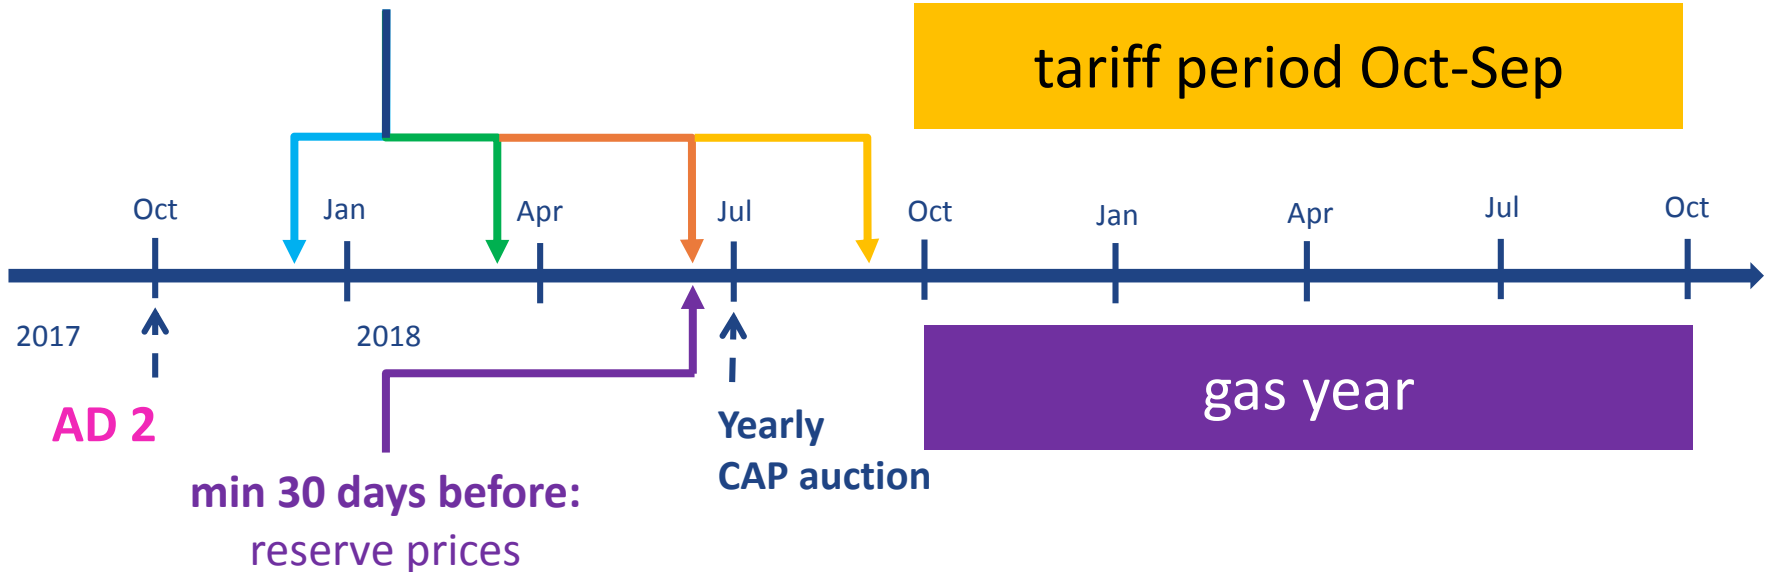 tariff period Oct-Sep
Oct
Jan
Apr
Jul
Oct
Jan
Apr
Jul
Oct
2017
2018
AD 2
Yearly
CAP auction
gas year
min 30 days before:
reserve prices